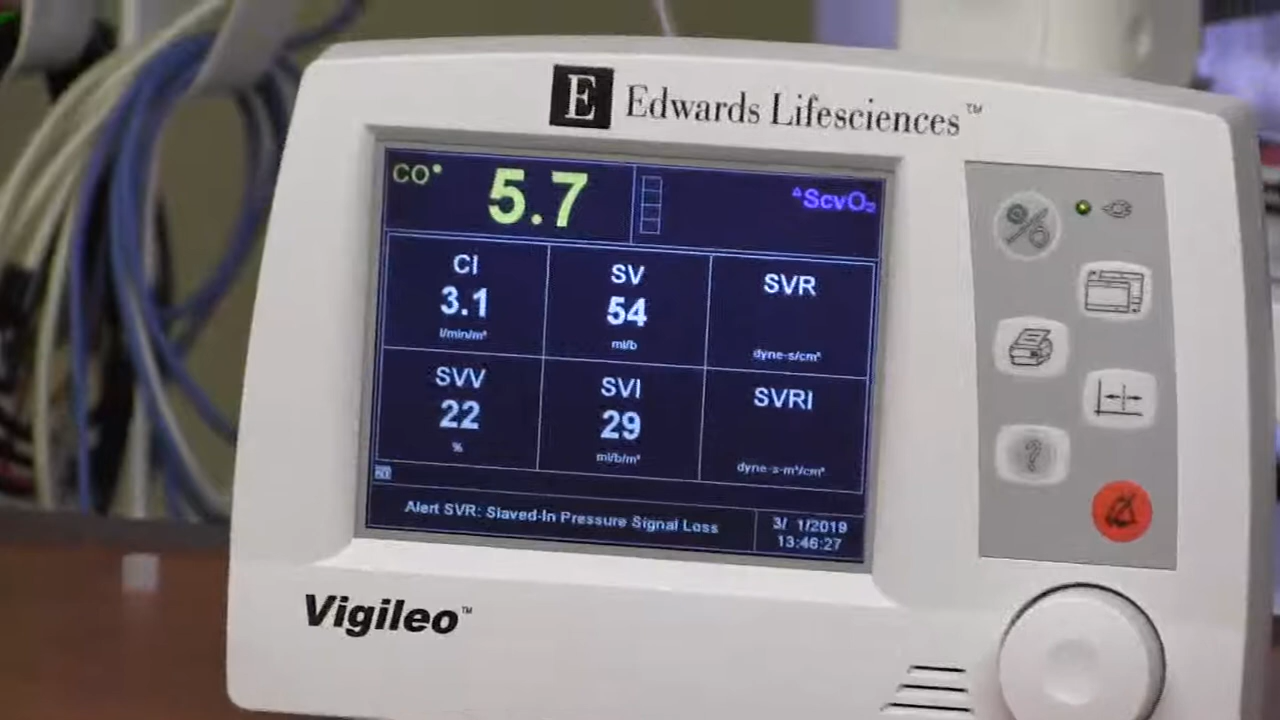 E Edwards Lifesciences™
CO• 5.7
▵ScvO₂
CI
3.1
l/min/m²
SV
54
ml/b
SVR
dyne-s/cm⁵
SVV
22
%
SVI
29
ml/b/m²
SVRI
dyne-s-m²/cm⁵
Alert SVR: Slaved-In Pressure Signal Loss
3/ 1/2019
13:46:27
?
Vigileo™